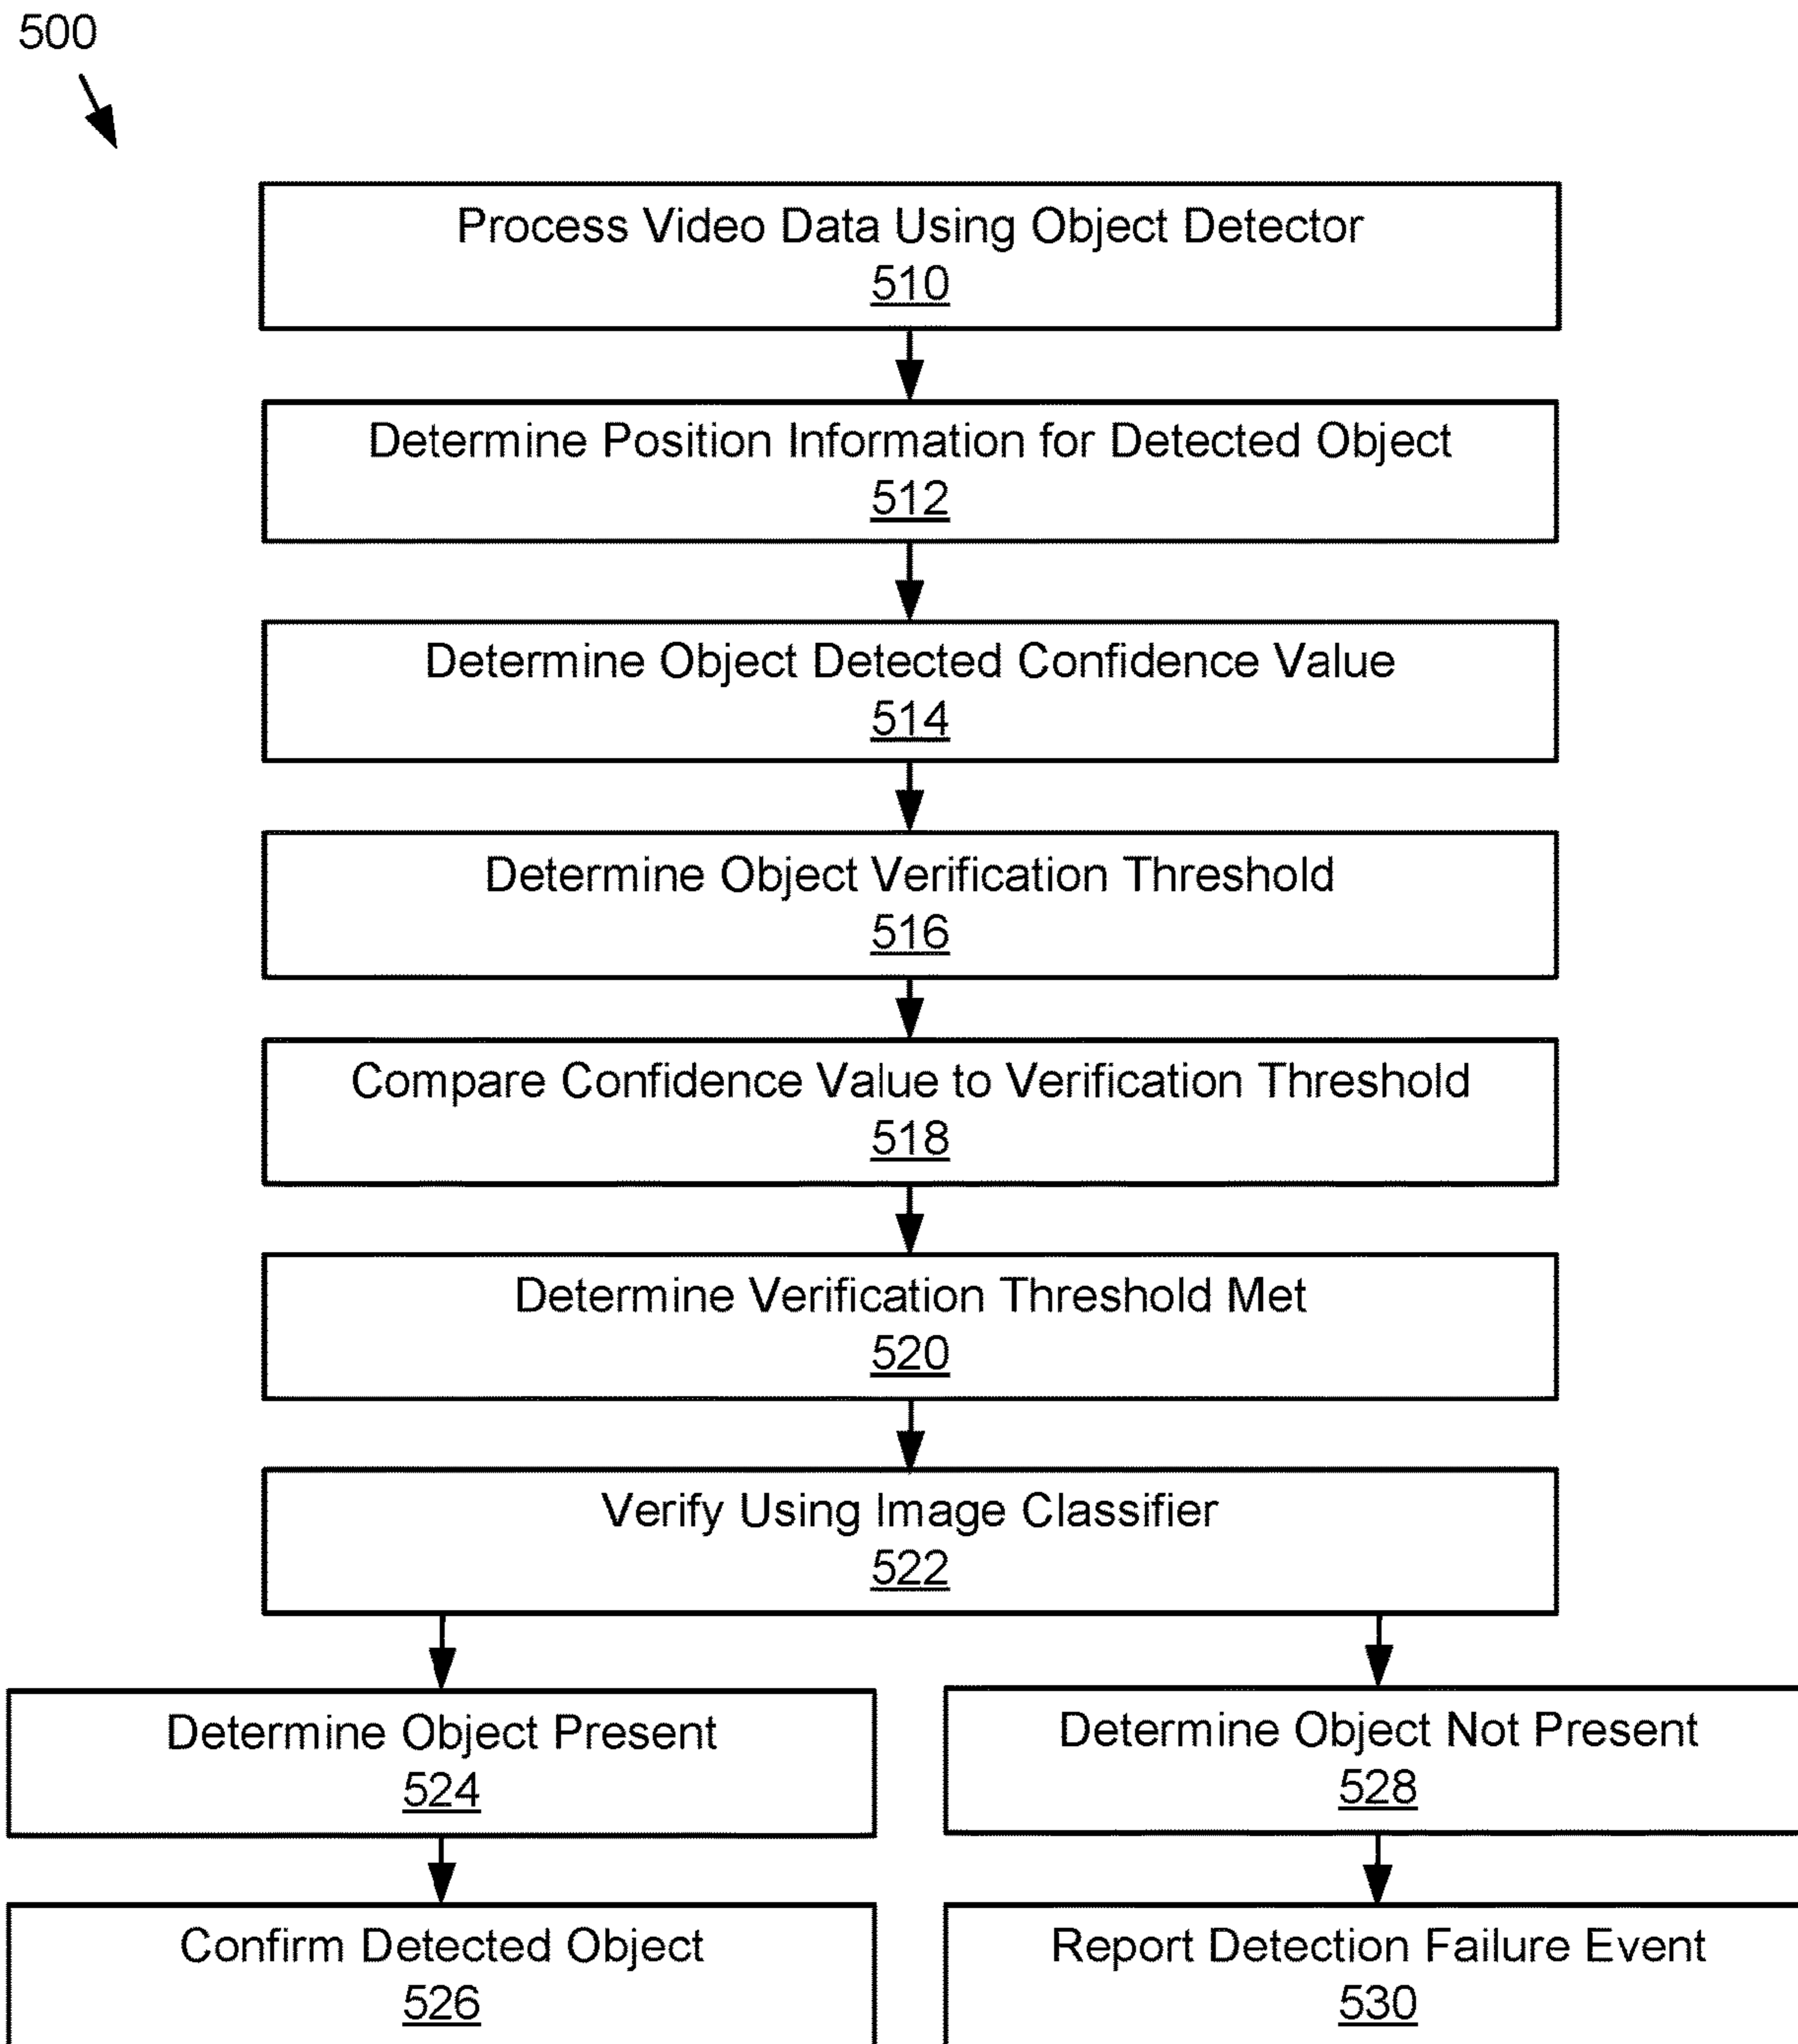 500
Process Video Data Using Object Detector
510
Determine Position Information for Detected Object
512
Determine Object Detected Confidence Value
514
Determine Object Verification Threshold
516
Compare Confidence Value to Verification Threshold
518
Determine Verification Threshold Met
520
Verify Using Image Classifier
522
Determine Object Present
524
Determine Object Not Present
528
Confirm Detected Object
526
Report Detection Failure Event
530